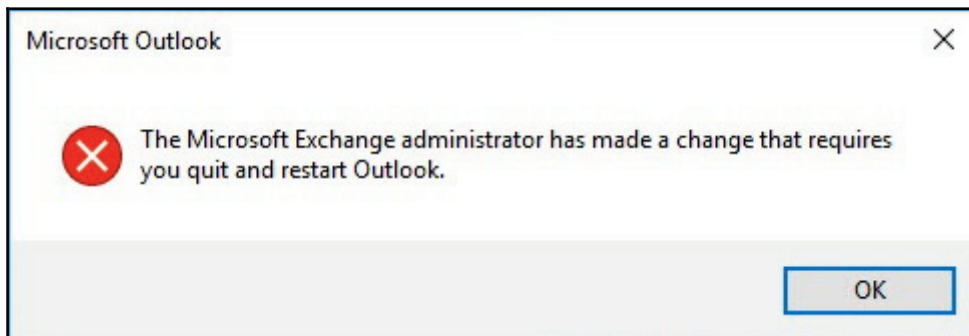 Microsoft Outlook
The Microsoft Exchange administrator has made a change that requires
you quit and restart Outlook.
OK